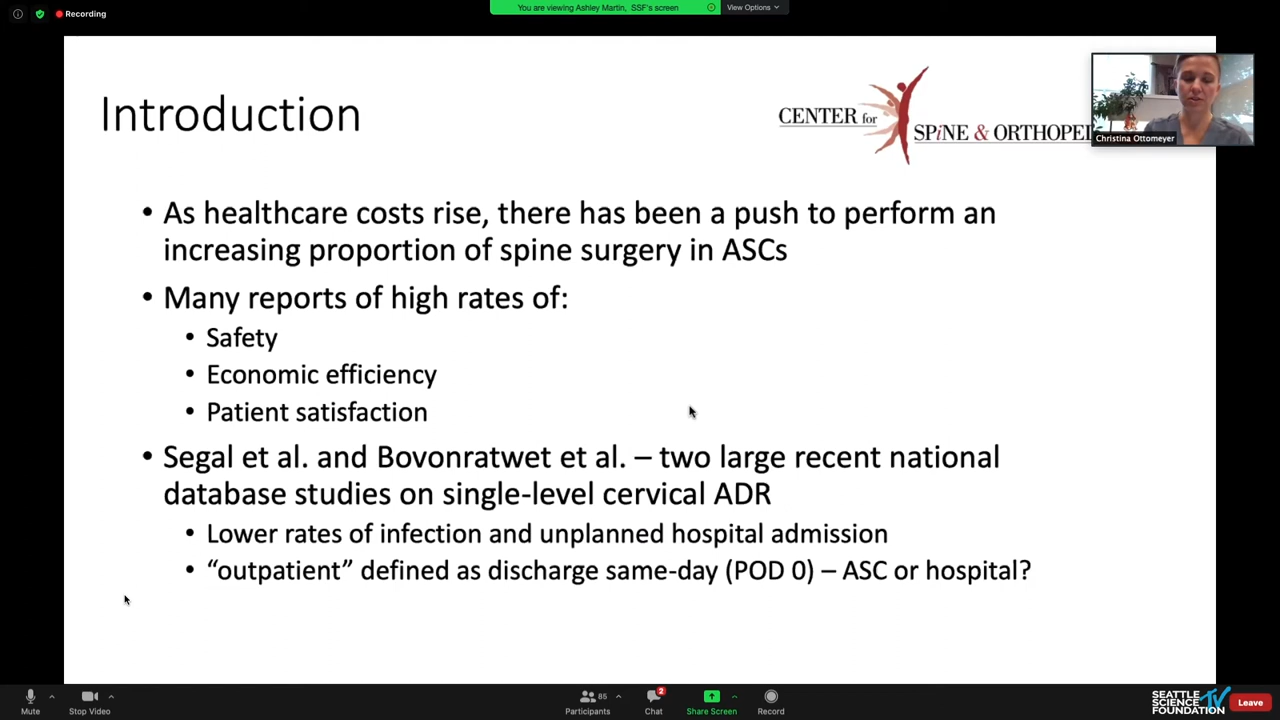 Recording
You are viewing Ashley Martin, SSF's screen
View Options
Introduction
CENTER for
SPiNE & ORTHOPE
Christina Ottomeyer
• As healthcare costs rise, there has been a push to perform an
increasing proportion of spine surgery in ASCs
• Many reports of high rates of:
• Safety
• Economic efficiency
• Patient satisfaction
• Segal et al. and Bovonratwet et al. – two large recent national
database studies on single-level cervical ADR
• Lower rates of infection and unplanned hospital admission
• “outpatient” defined as discharge same-day (POD 0) – ASC or hospital?
Mute
Stop Video
85
Participants
2
Chat
Share Screen
Record
SEATTLE
SCIENCE
FOUNDATION
TV
Leave